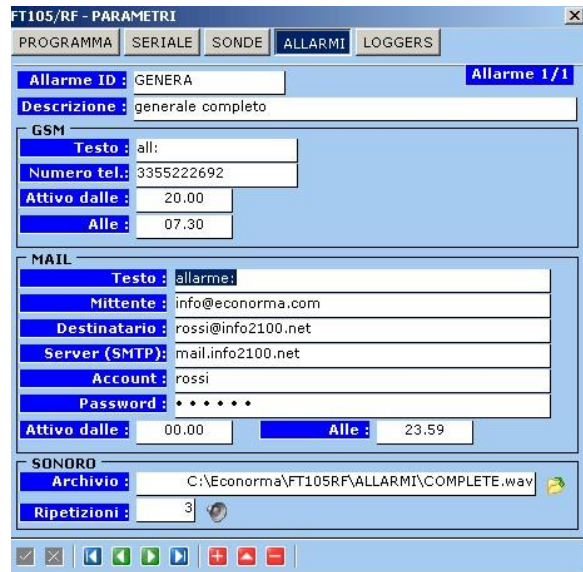 FT105/RF - PARAMETRI
PROGRAMMA SERIALE SONDE ALLARMI LOGGERS
Allarme ID : GENERA Allarme 1/1
Descrizione : generale completo
GSM
Testo : all:
Numero tel.: 3355222692
Attivo dalle : 20.00
Alle : 07.30
MAIL
Testo : allarme:
Mittente : info@econorma.com
Destinatario : rossi@info2100.net
Server (SMTP): mail.info2100.net
Account : rossi
Password : • • • • • •
Attivo dalle : 00.00 Alle : 23.59
SONORO
Archivio : C:\Econorma\FT105RF\ALLARMI\COMPLETE.wav
Ripetizioni : 3